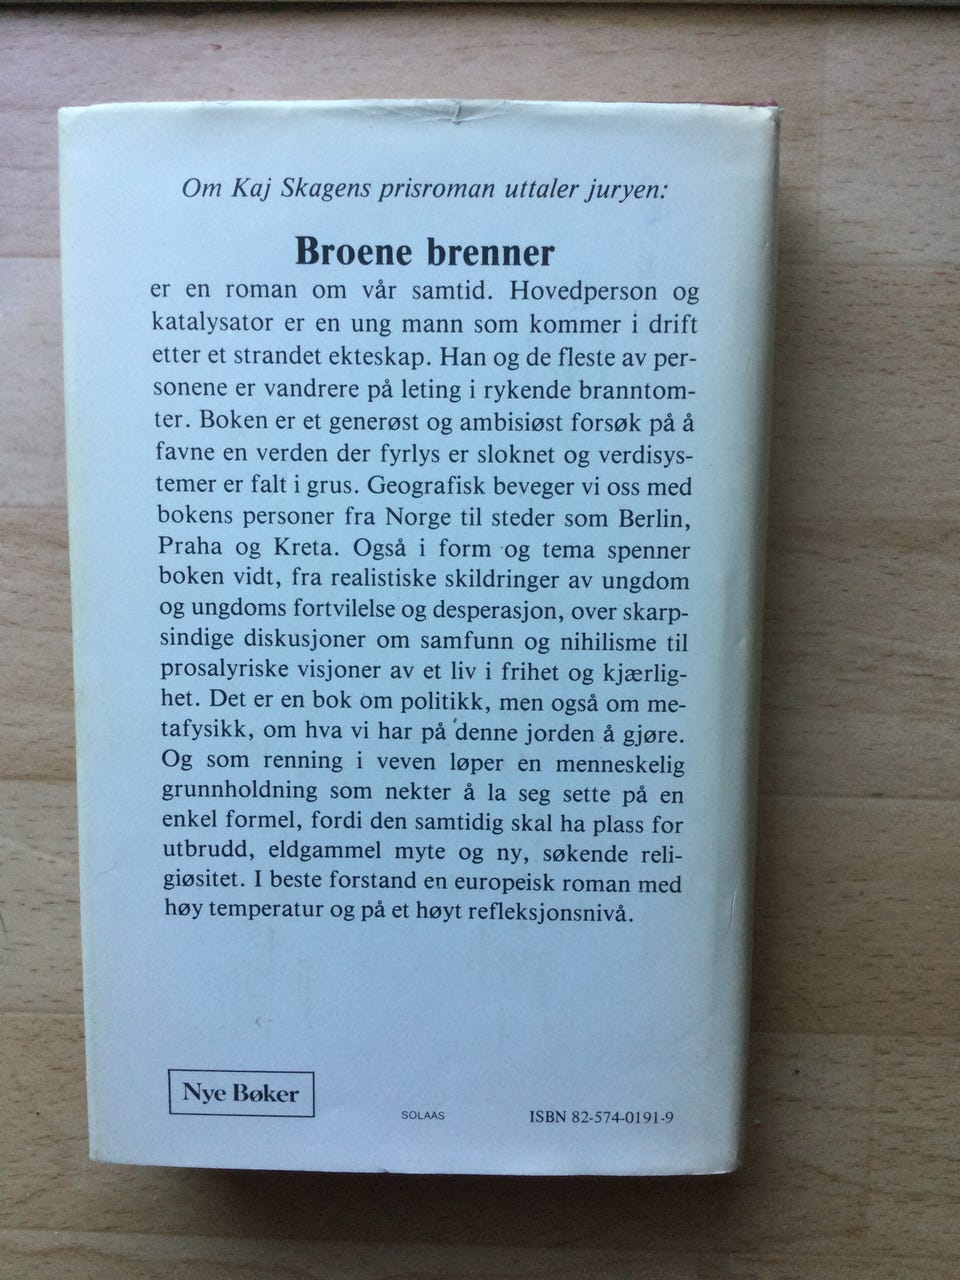 Om Kaj Skagens prisroman uttaler juryen:
Broene brenner
er en roman om vår samtid. Hovedperson og
katalysator er en ung mann som kommer i drift
etter et strandet ekteskap. Han og de fleste av per-
sonene er vandrere på leting i rykende branntom-
ter. Boken er et generøst og ambisiøst forsøk på å
favne en verden der fyrlys er sloknet og verdisys-
temer er falt i grus. Geografisk beveger vi oss med
bokens personer fra Norge til steder som Berlin,
Praha og Kreta. Også i form og tema spenner
boken vidt, fra realistiske skildringer av ungdom
og ungdoms fortvilelse og desperasjon, over skarp-
sindige diskusjoner om samfunn og nihilisme til
prosalyriske visjoner av et liv i frihet og kjærlig-
het. Det er en bok om politikk, men også om me-
tafysikk, om hva vi har på denne jorden å gjøre.
Og som renning i veven løper en menneskelig
grunnholdning som nekter å la seg sette på en
enkel formel, fordi den samtidig skal ha plass for
utbrudd, eldgammel myte og ny, søkende reli-
giøsitet. I beste forstand en europeisk roman med
høy temperatur og på et høyt refleksjonsnivå.
Nye Bøker
SOLAAS
ISBN 82-574-0191-9